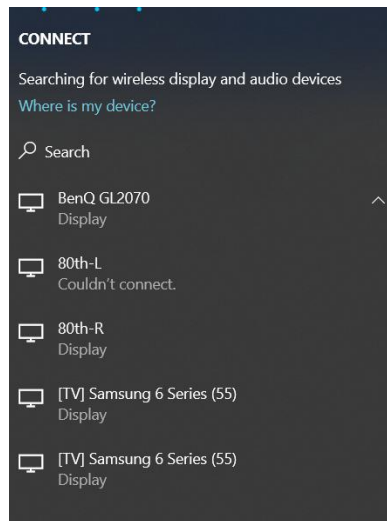 CONNECT
Searching for wireless display and audio devices
Where is my device?
Search
BenQ GL2070
Display
80th-L
Couldn't connect.
80th-R
Display
[TV] Samsung 6 Series (55)
Display
[TV] Samsung 6 Series (55)
Display